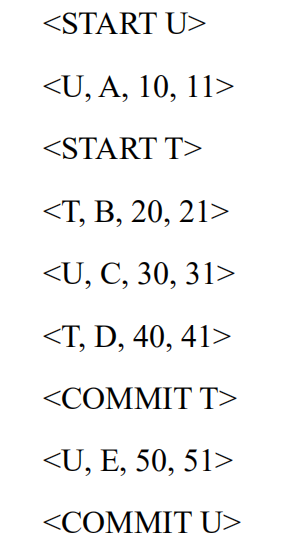 <START U>
<U, A, 10, 11>
<START T>
<T, B, 20, 21>
<U, C, 30, 31>
<T, D, 40, 41>
<COMMIT T>
<U, E, 50, 51>
<COMMIT U>